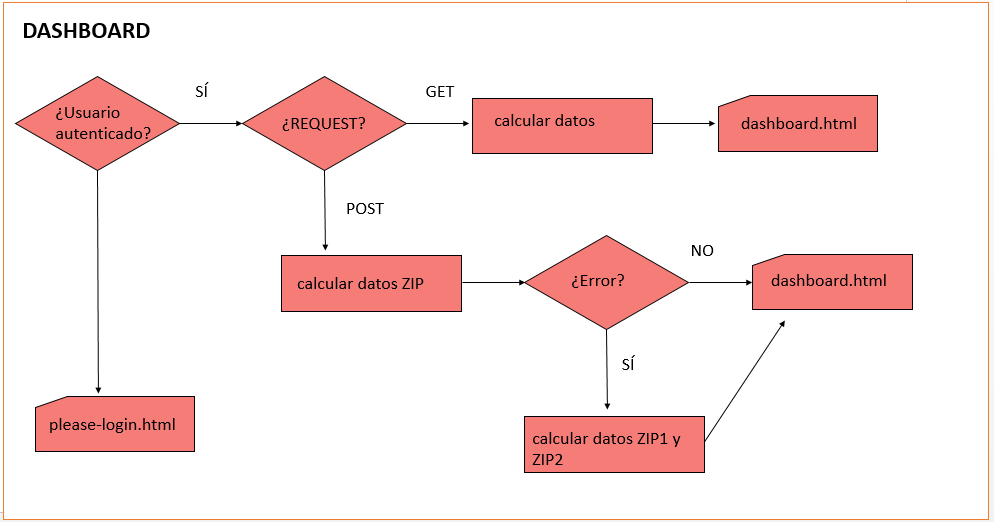 DASHBOARD
¿Usuario
autenticado?
SÍ
¿REQUEST?
GET
calcular datos
dashboard.html
POST
calcular datos ZIP
¿Error?
NO
dashboard.html
SÍ
calcular datos ZIP1 y
ZIP2
please-login.html